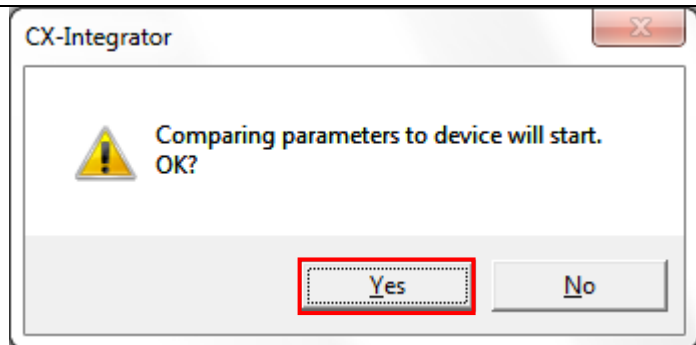 CX-Integrator
Comparing parameters to device will start.
OK?
Yes
No